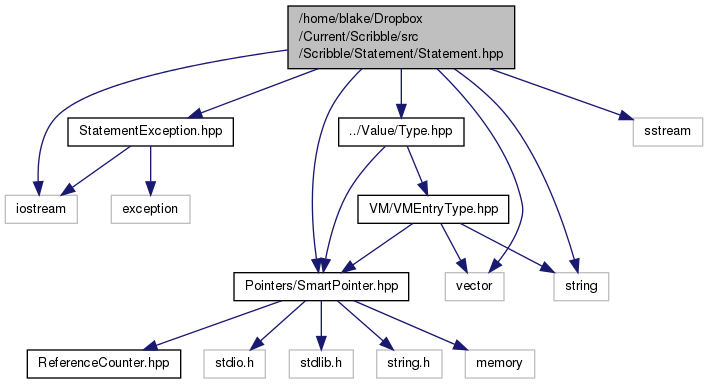 /home/blake/Dropbox
/Current/Scribble/src
/Scribble/Statement/Statement.hpp
StatementException.hpp
../Value/Type.hpp
sstream
iostream
exception
VM/VMEntryType.hpp
Pointers/SmartPointer.hpp
vector
string
ReferenceCounter.hpp
stdio.h
stdlib.h
string.h
memory